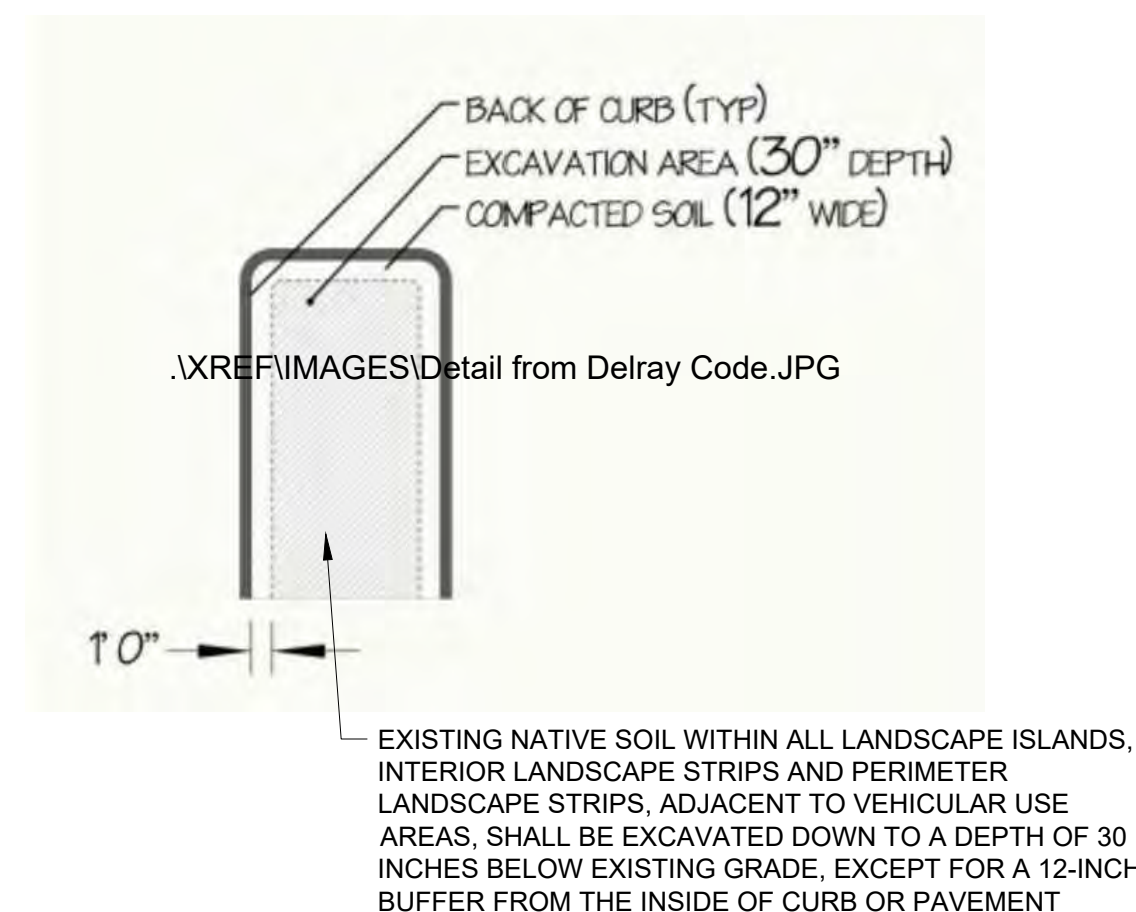 BACK OF CURB (TYP)
EXCAVATION AREA (30" DEPTH)
COMPACTED SOIL (12" WIDE)
.\XREF\IMAGES\Detail from Delray Code.JPG
1' 0"
EXISTING NATIVE SOIL WITHIN ALL LANDSCAPE ISLANDS,
INTERIOR LANDSCAPE STRIPS AND PERIMETER
LANDSCAPE STRIPS, ADJACENT TO VEHICULAR USE
AREAS, SHALL BE EXCAVATED DOWN TO A DEPTH OF 30
INCHES BELOW EXISTING GRADE, EXCEPT FOR A 12-INCH
BUFFER FROM THE INSIDE OF CURB OR PAVEMENT